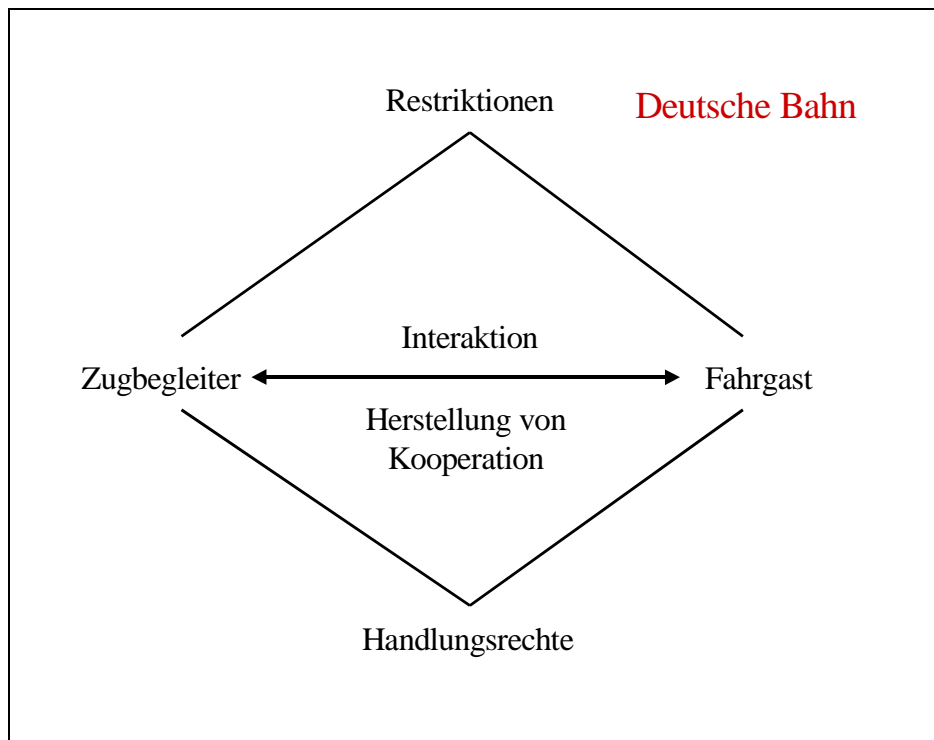 Restriktionen
Deutsche Bahn
Interaktion
Zugbegleiter
Fahrgast
Herstellung von
Kooperation
Handlungsrechte